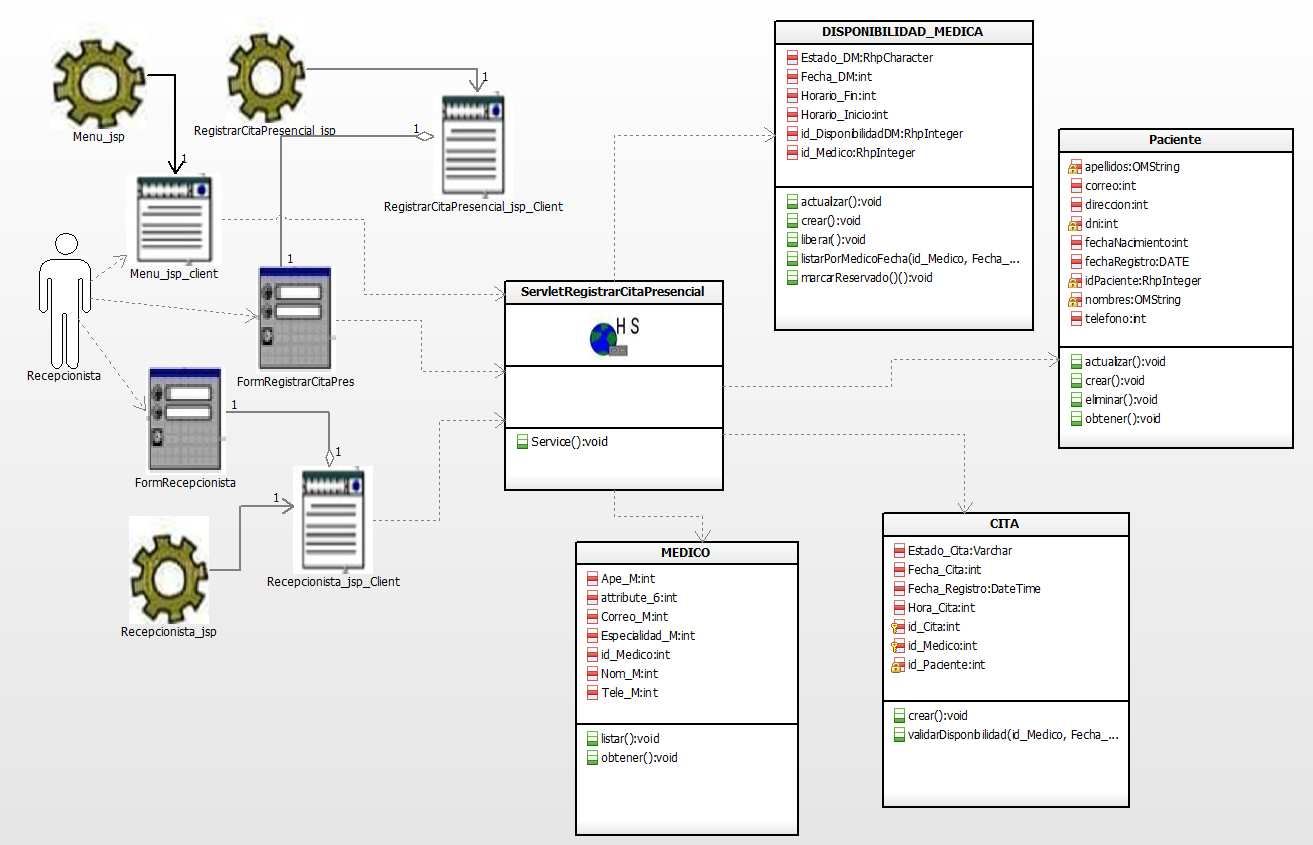 Menu_jsp
1
RegistrarCitaPresencial_jsp
1
1
RegistrarCitaPresencial_jsp_Client
Menu_jsp_client
1
Recepcionista
FormRegistrarCitaPres
FormRecepcionista
1
1
1
Recepcionista_jsp_Client
Recepcionista_jsp
ServletRegistrarCitaPresencial
H S
Service():void
DISPONIBILIDAD_MEDICA
Estado_DM:RhpCharacter
Fecha_DM:int
Horario_Fin:int
Horario_Inicio:int
id_DisponibilidadDM:RhpInteger
id_Medico:RhpInteger
actualzar():void
crear():void
liberar():void
listarPorMedicoFecha(id_Medico, Fecha_...
marcarReservado()():void
Paciente
apellidos:OMString
correo:int
direccion:int
dni:int
fechaNacimiento:int
fechaRegistro:DATE
idPaciente:RhpInteger
nombres:OMString
telefono:int
actualizar():void
crear():void
eliminar():void
obtener():void
MEDICO
Ape_M:int
attribute_6:int
Correo_M:int
Especialidad_M:int
id_Medico:int
Nom_M:int
Tele_M:int
listar():void
obtener():void
CITA
Estado_Cita:Varchar
Fecha_Cita:int
Fecha_Registro:DateTime
Hora_Cita:int
id_Cita:int
id_Medico:int
id_Paciente:int
crear():void
validarDisponbilidad(id_Medico, Fecha_...